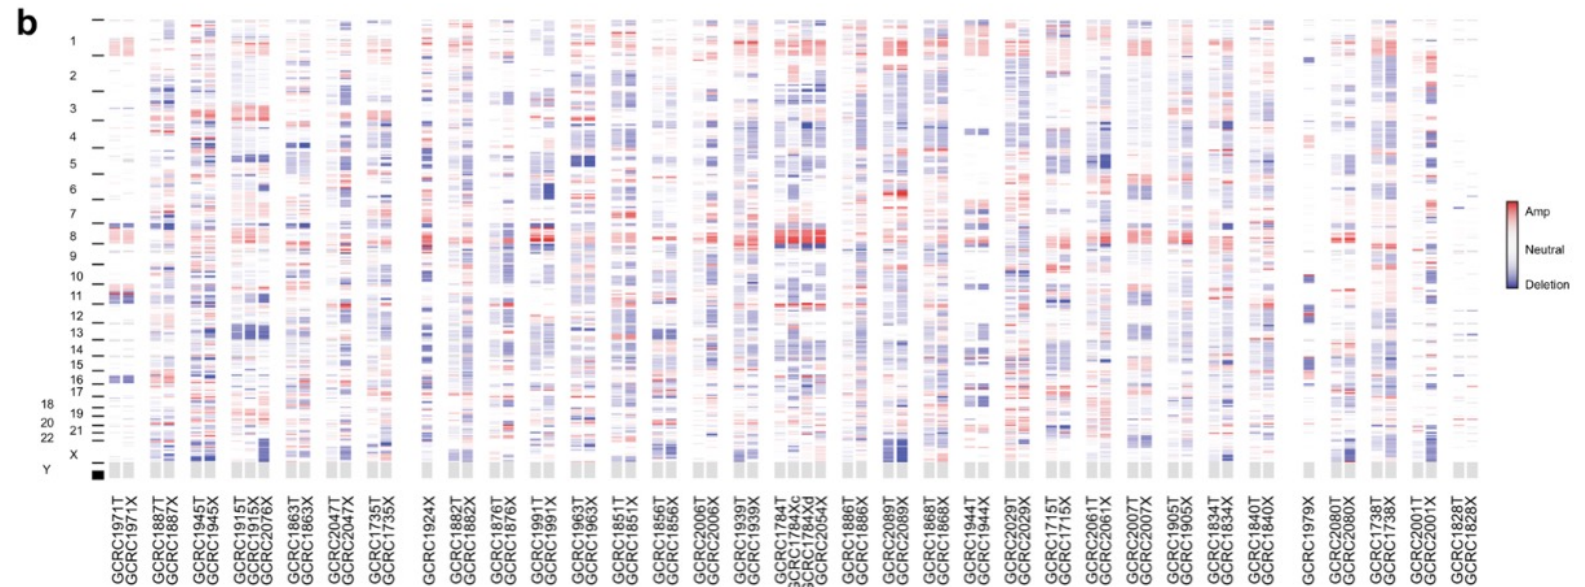 b
1
2
3
4
5
6
7
8
9
10
11
12
13
14
15
16
17
18
19
20
21
22
X
Y
Amp
Neutral
Deletion
GCRC1971T
GCRC1971X
GCRC1887T
GCRC1887X
GCRC1945T
GCRC1945X
GCRC1915T
GCRC1915X
GCRC2076X
GCRC1863T
GCRC1863X
GCRC2047T
GCRC2047X
GCRC1735T
GCRC1735X
GCRC1924X
GCRC1882T
GCRC1882X
GCRC1876T
GCRC1876X
GCRC1991T
GCRC1991X
GCRC1963T
GCRC1963X
GCRC1851T
GCRC1851X
GCRC1856T
GCRC1856X
GCRC2006T
GCRC2006X
GCRC1939T
GCRC1939X
GCRC1784T
GCRC1784Xc
GCRC1784Xd
GCRC2054X
GCRC1886T
GCRC1886X
GCRC2089T
GCRC2089X
GCRC1868T
GCRC1868X
GCRC1944T
GCRC1944X
GCRC2029T
GCRC2029X
GCRC1715T
GCRC1715X
GCRC2061T
GCRC2061X
GCRC2007T
GCRC2007X
GCRC1905T
GCRC1905X
GCRC1834T
GCRC1834X
GCRC1840T
GCRC1840X
GCRC1979X
GCRC2080T
GCRC2080X
GCRC1738T
GCRC1738X
GCRC2001T
GCRC2001X
GCRC1828T
GCRC1828X